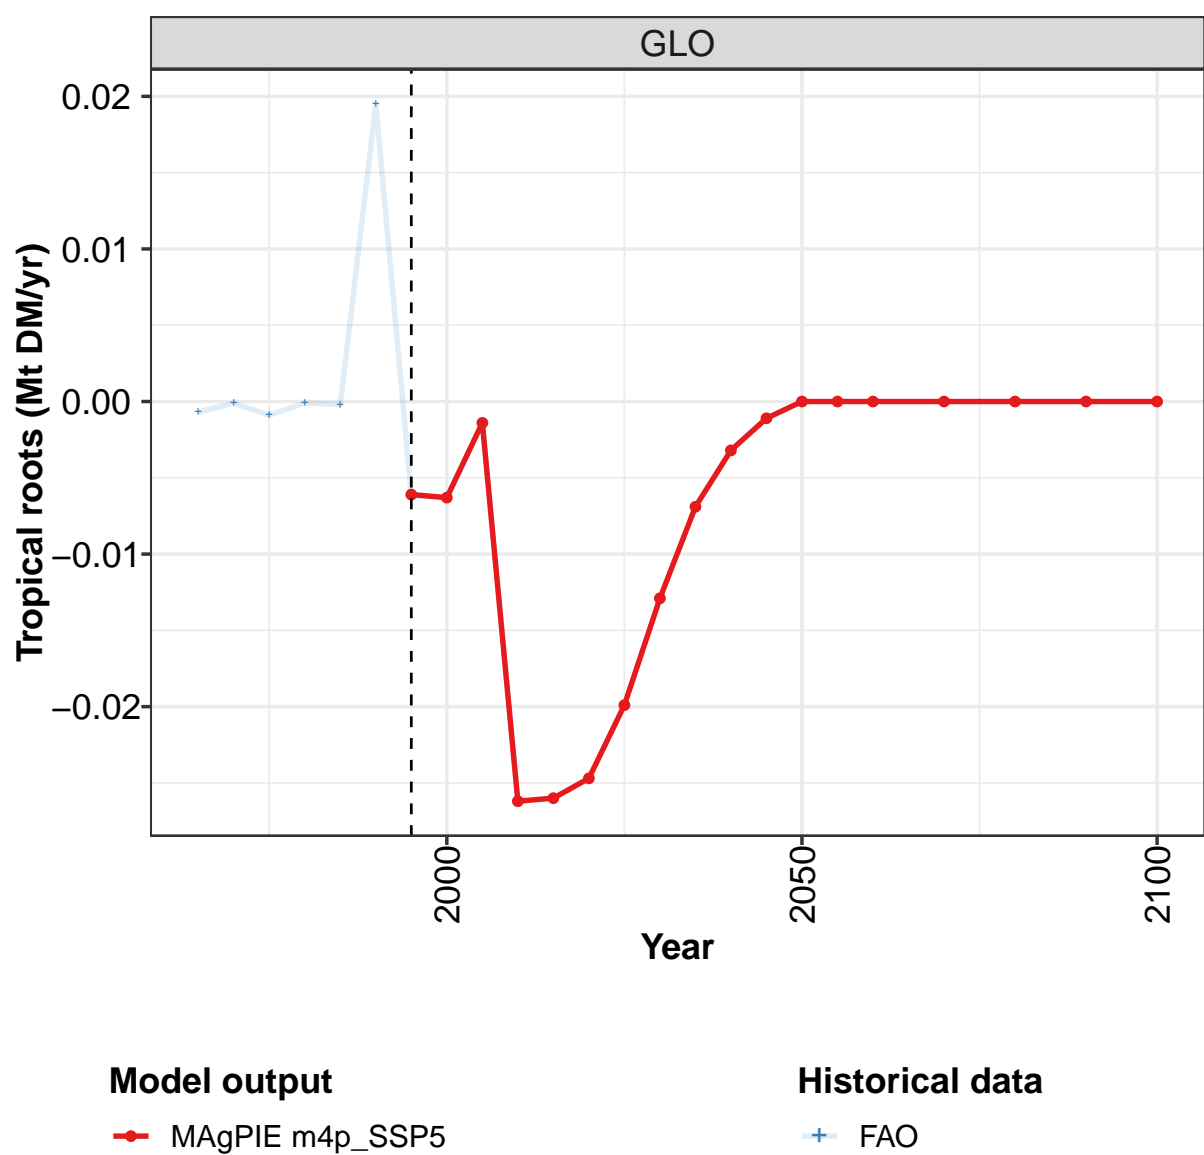 GLO
Tropical roots (Mt DM/yr)
0.02
0.01
0.00
−0.01
−0.02
2000
2050
2100
Year
Model output
MAgPIE m4p_SSP5
Historical data
FAO